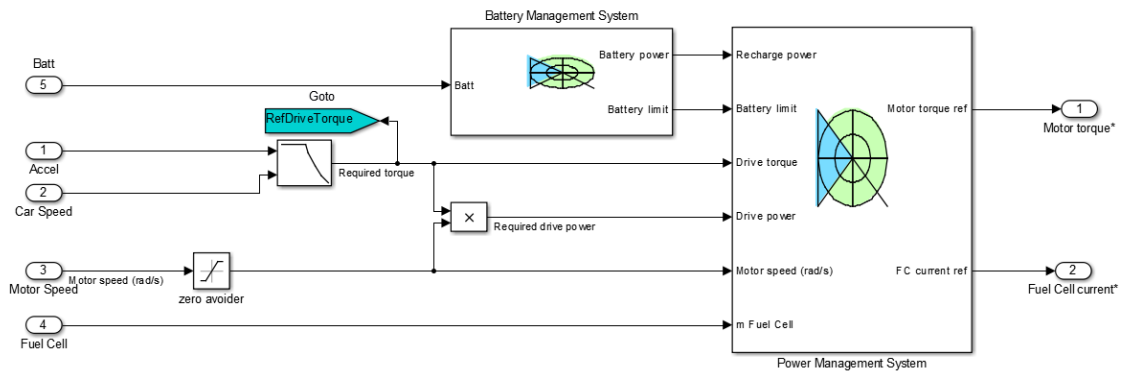 Battery Management System
Batt
5
Batt
Battery power
Battery limit
Goto
RefDriveTorque
1
Accel
2
Car Speed
Required torque
×
Required drive power
3
Motor Speed
Motor speed (rad/s)
zero avoider
4
Fuel Cell
Recharge power
Battery limit
Drive torque
Drive power
Motor speed (rad/s)
m Fuel Cell
Motor torque ref
FC current ref
Power Management System
1
Motor torque*
2
Fuel Cell current*